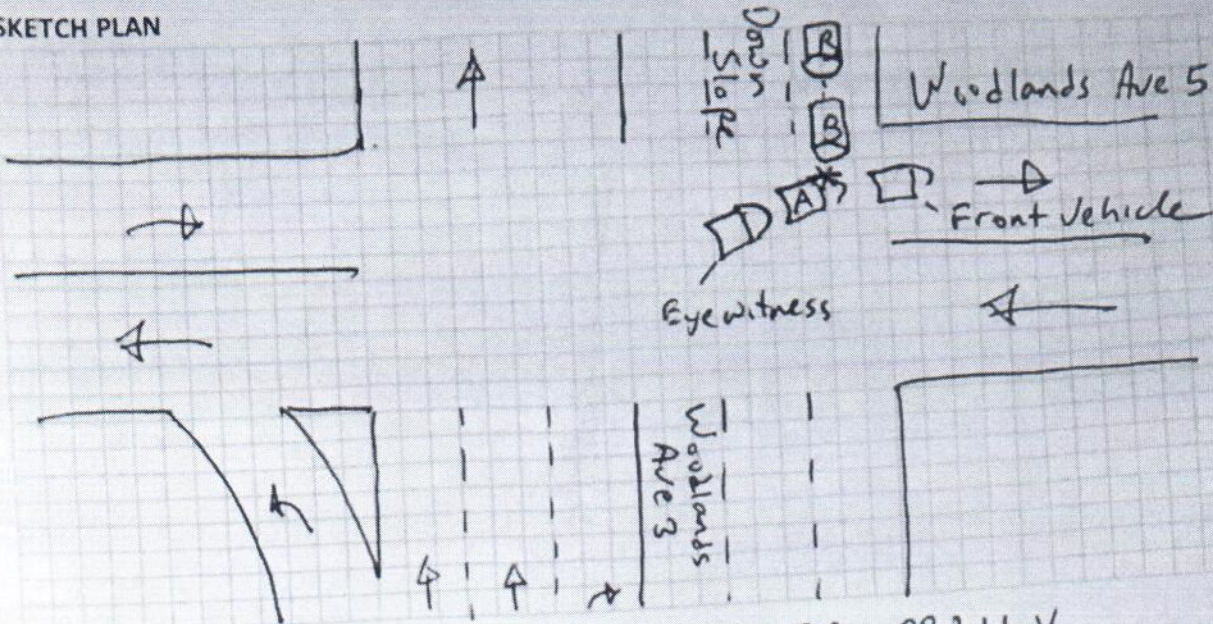 SKETCH PLAN
Down
Slope
B
B
Woodlands Ave 5
A
Front Vehicle
Eyewitness
Woodlands
Ave 3